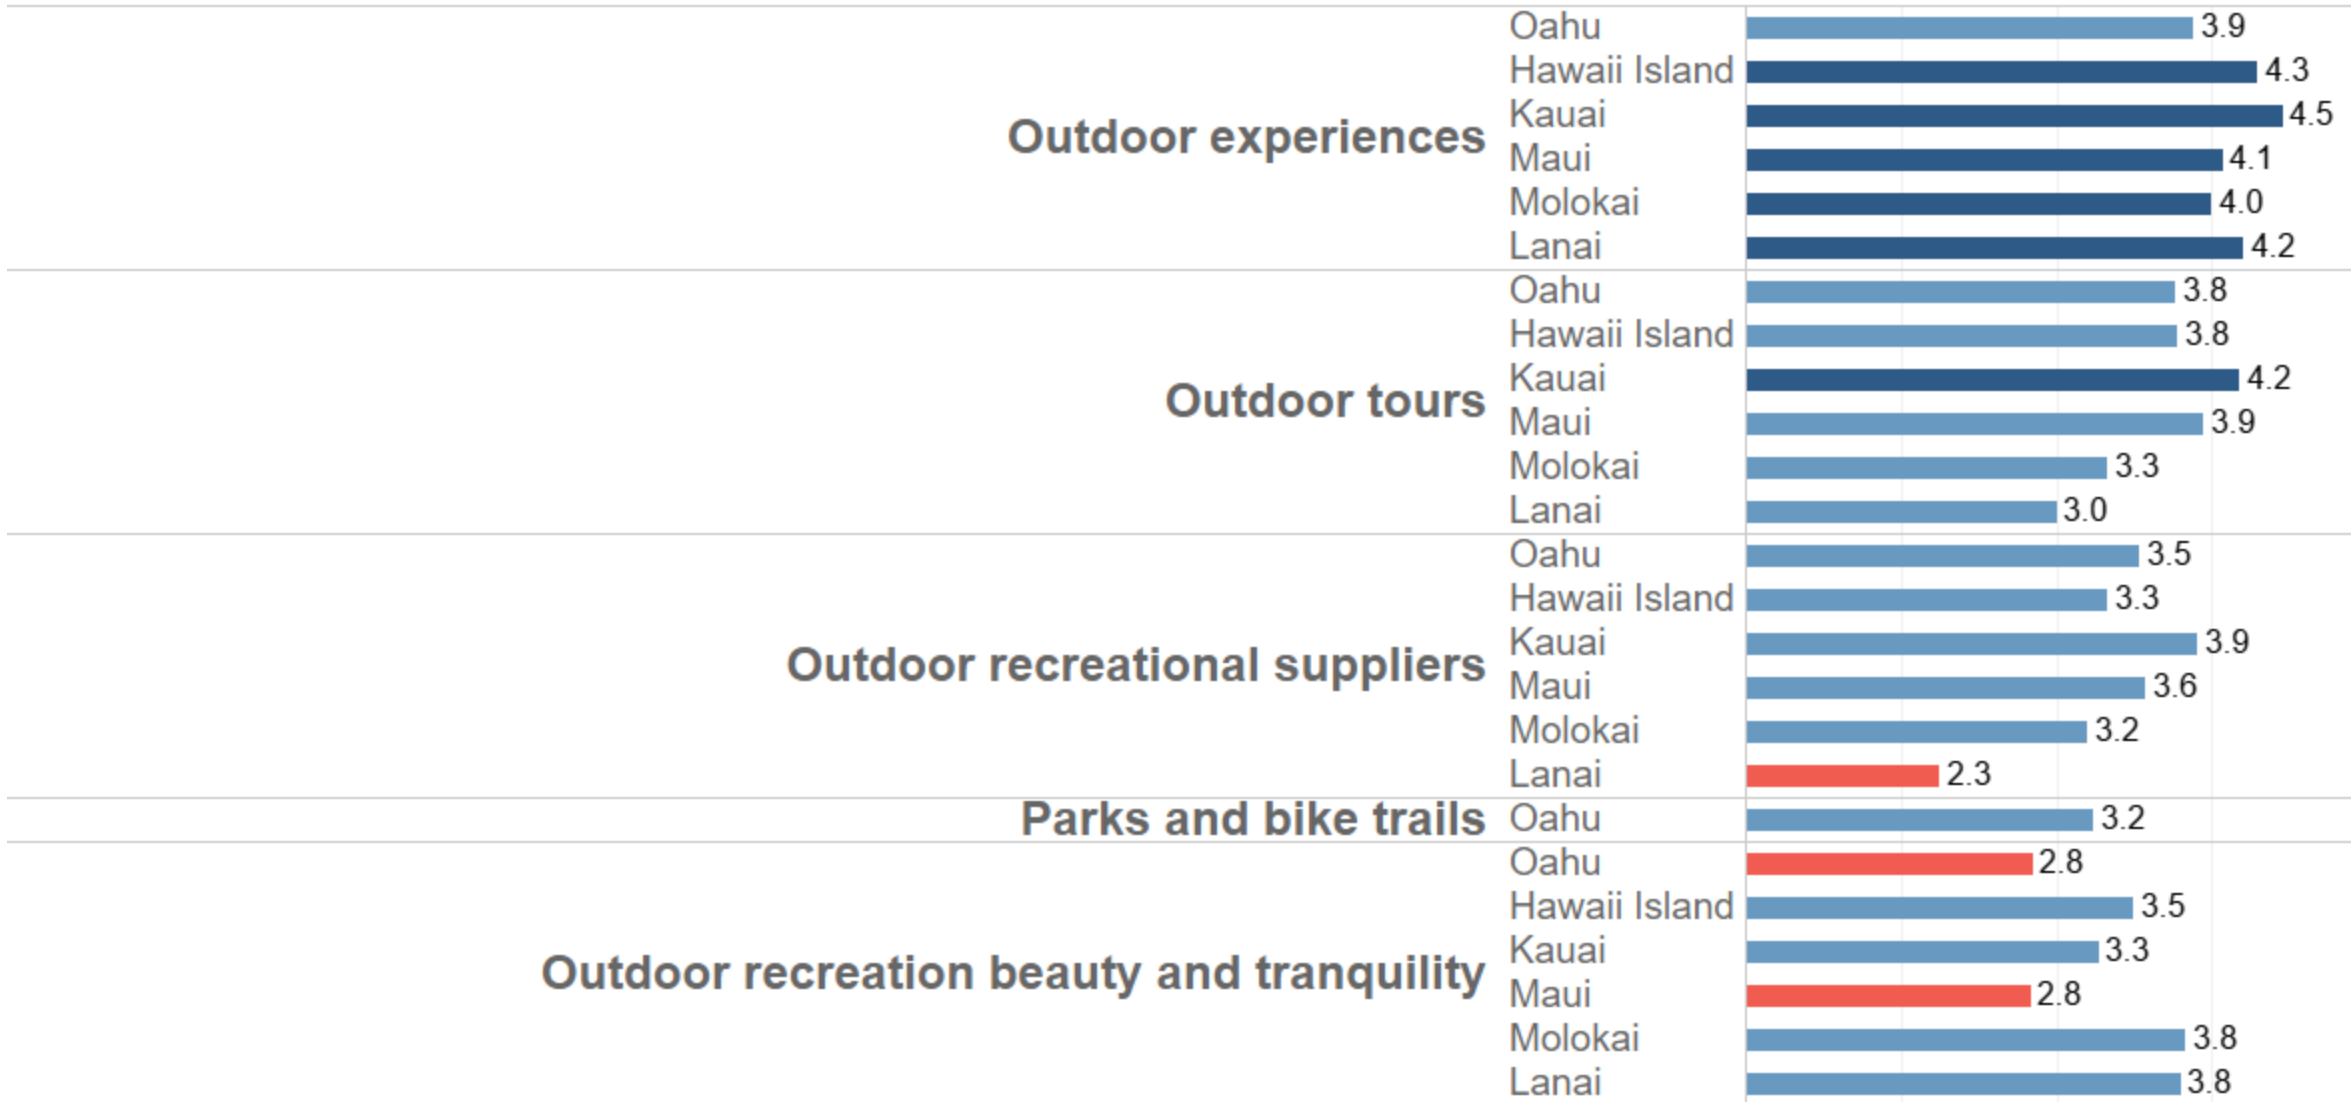 Outdoor experiences
Oahu 3.9
Hawaii Island 4.3
Kauai 4.5
Maui 4.1
Molokai 4.0
Lanai 4.2
Outdoor tours
Oahu 3.8
Hawaii Island 3.8
Kauai 4.2
Maui 3.9
Molokai 3.3
Lanai 3.0
Outdoor recreational suppliers
Oahu 3.5
Hawaii Island 3.3
Kauai 3.9
Maui 3.6
Molokai 3.2
Lanai 2.3
Parks and bike trails
Oahu 3.2
Outdoor recreation beauty and tranquility
Oahu 2.8
Hawaii Island 3.5
Kauai 3.3
Maui 2.8
Molokai 3.8
Lanai 3.8